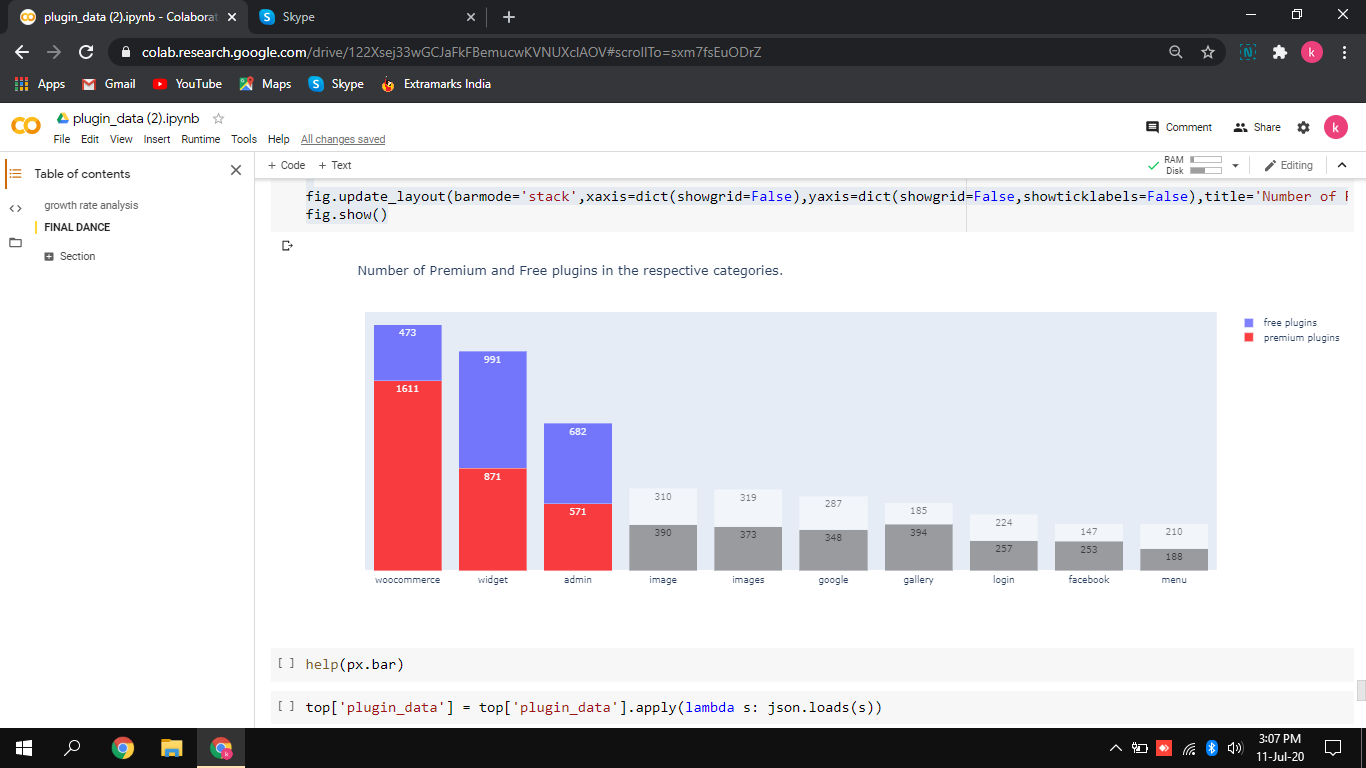 plugin_data (2).ipynb - Colaborat
Skype
colab.research.google.com/drive/122Xsej33wGCJaFkFBemucwKVNUXcIAOV#scrollTo=sxm7fsEuODrZ
k
Apps
Gmail
YouTube
Maps
Skype
Extramarks India
plugin_data (2).ipynb
File Edit View Insert Runtime Tools Help All changes saved
Comment
Share
k
Table of contents
growth rate analysis
FINAL DANCE
Section
+ Code + Text
RAM
Disk
Editing
fig.update_layout(barmode='stack',xaxis=dict(showgrid=False),yaxis=dict(showgrid=False,showticklabels=False),title='Number of
fig.show()
Number of Premium and Free plugins in the respective categories.
free plugins
premium plugins
473
991
682
310 319 287 185 224 147 210
1611
871
571
390 373 348 394 257 253 188
woocommerce widget admin image images google gallery login facebook menu
[ ] help(px.bar)
[ ] top['plugin_data'] = top['plugin_data'].apply(lambda s: json.loads(s))
3:07 PM
11-Jul-20